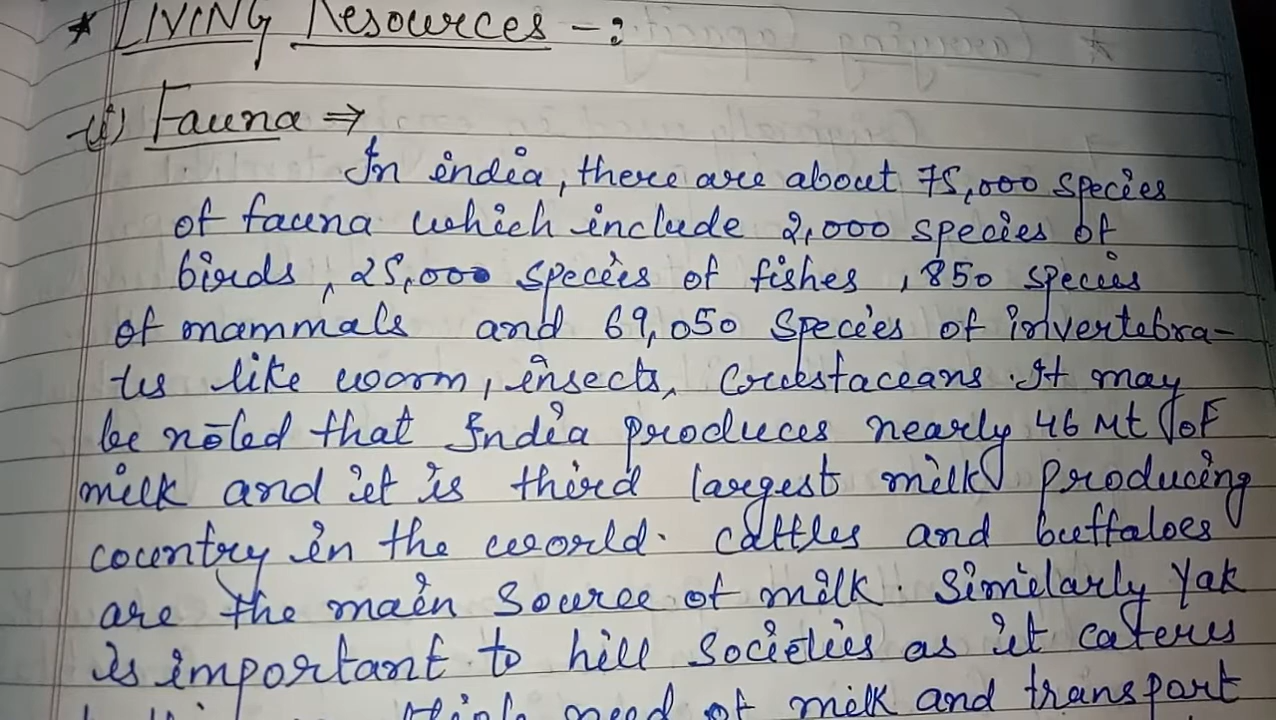 * LIVING Resources -:
(i) Fauna ⇒
In india, there are about 75,000 species
of fauna which include 2,000 species of
birds, 25,000 species of fishes, 850 species
of mammals and 69,050 species of invertebra-
tes like worm, insects, Crustaceans. It may
be noted that India produces nearly 46 Mt of
milk and it is third largest milk producing
country in the world. Cattles and buffaloes
are the main source of milk. Similarly Yak
is important to hill societies as it caters
need of milk and transport